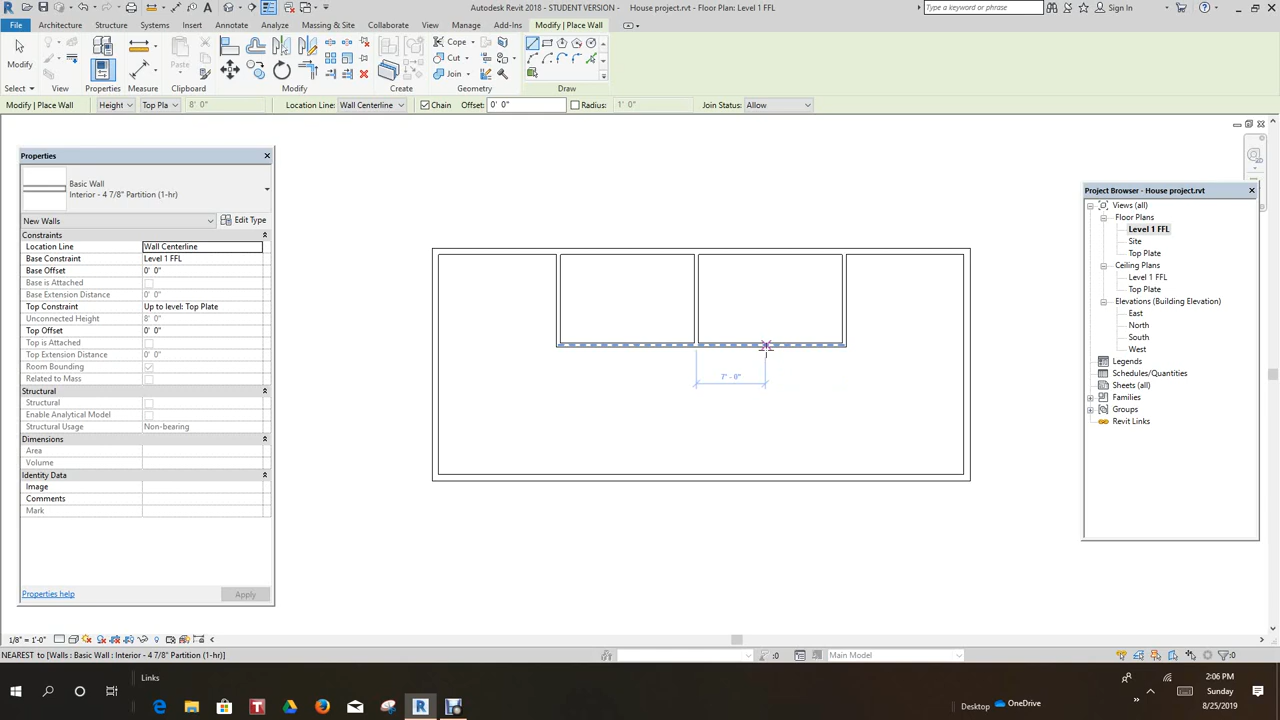 Autodesk Revit 2018 - STUDENT VERSION - House project.rvt - Floor Plan: Level 1 FFL
Type a keyword or phrase
Sign In
File Architecture Structure Systems Insert Annotate Analyze Massing & Site Collaborate View Manage Add-Ins Modify | Place Wall
Modify
Paste
Cope
Cut
Join
Select View Properties Clipboard Measure Modify Create Geometry Draw
Modify | Place Wall Height Top Pla 8' 0" Location Line: Wall Centerline Chain Offset: 0' 0" Radius: 1' 0" Join Status: Allow
Properties
Basic Wall
Interior - 4 7/8" Partition (1-hr)
New Walls Edit Type
Constraints
Location Line Wall Centerline
Base Constraint Level 1 FFL
Base Offset 0' 0"
Base is Attached
Base Extension Distance 0' 0"
Top Constraint Up to level: Top Plate
Unconnected Height 8' 0"
Top Offset 0' 0"
Top is Attached
Top Extension Distance 0' 0"
Room Bounding
Related to Mass
Structural
Structural
Enable Analytical Model
Structural Usage Non-bearing
Dimensions
Area
Volume
Identity Data
Image
Comments
Mark
Properties help Apply
7' - 0"
Project Browser - House project.rvt
Views (all)
Floor Plans
Level 1 FFL
Site
Top Plate
Ceiling Plans
Level 1 FFL
Top Plate
Elevations (Building Elevation)
East
North
South
West
Legends
Schedules/Quantities
Sheets (all)
Families
Groups
Revit Links
1/8" = 1'-0"
NEAREST to [Walls : Basic Wall : Interior - 4 7/8" Partition (1-hr)]
:0 Main Model :0
Links
2:06 PM
Sunday
8/25/2019
Desktop OneDrive